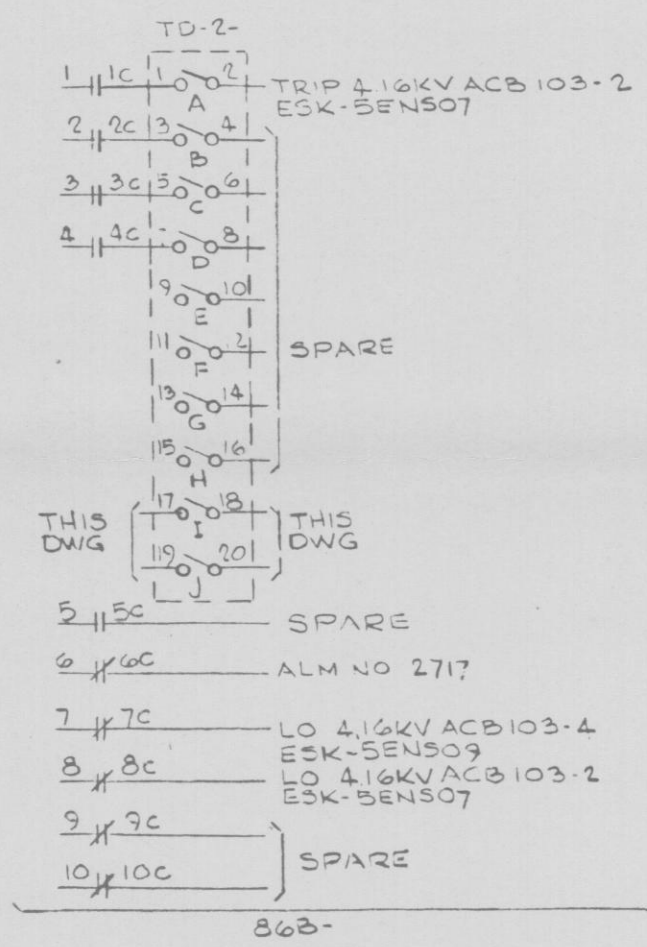 TD-2-
1 1C 1 2 TRIP 4.16KV ACB 103-2
A ESK-5ENS07
2 2C 3 4
B
3 3C 5 6
C
4 4C 8
D
9 10
E
11 12 SPARE
F
13 14
G
15 16
H
THIS 17 18 THIS
DWG I DWG
19 20
J
5 5C SPARE
6 6C ALM NO 2717
7 7C LO 4.16KV ACB 103-4
ESK-5ENS09
8 8C LO 4.16KV ACB 103-2
ESK-5ENS07
9 9C
SPARE
10 10C
86B-